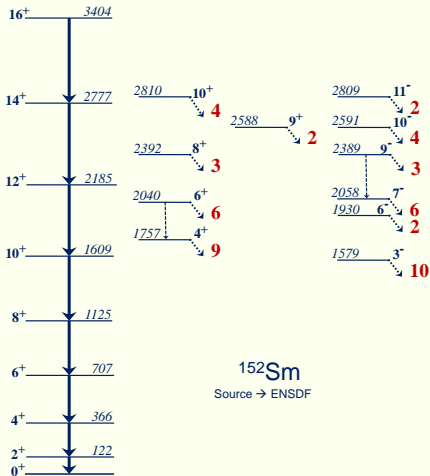 16⁺ 3404
2810 10⁺ 4
14⁺ 2777
2588 9⁺ 2
2809 11⁻ 2
2591 10⁻ 4
2392 8⁺ 3
2389 9⁻ 3
12⁺ 2185
2040 6⁺ 6
2058 7⁻ 6
1930 6⁻ 2
1757 4⁺ 9
10⁺ 1609
1579 3⁻ 10
8⁺ 1125
6⁺ 707
¹⁵²Sm
Source → ENSDF
4⁺ 366
2⁺ 122
0⁺